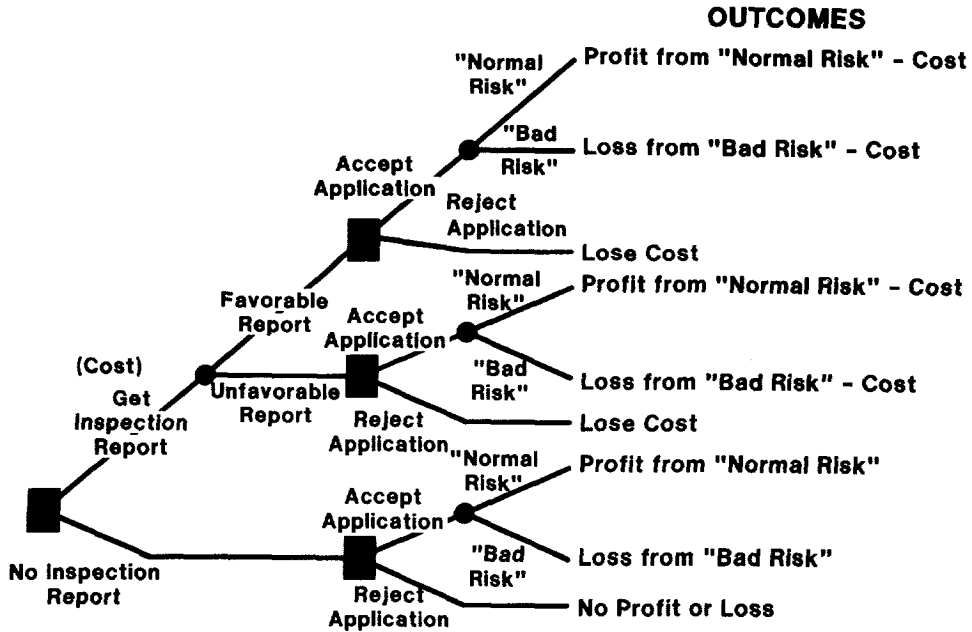 OUTCOMES
"Normal
Risk"
Profit from "Normal Risk" - Cost
"Bad
Risk"
Loss from "Bad Risk" - Cost
Accept
Application
Reject
Application
Lose Cost
"Normal
Risk"
Profit from "Normal Risk" - Cost
Favorable
Report
Accept
Application
(Cost)
Get
Inspection
Report
Unfavorable
Report
"Bad
Risk"
Loss from "Bad Risk" - Cost
Reject
Application
Lose Cost
"Normal
Risk"
Profit from "Normal Risk"
Accept
Application
"Bad
Risk"
Loss from "Bad Risk"
No Inspection
Report
Reject
Application
No Profit or Loss